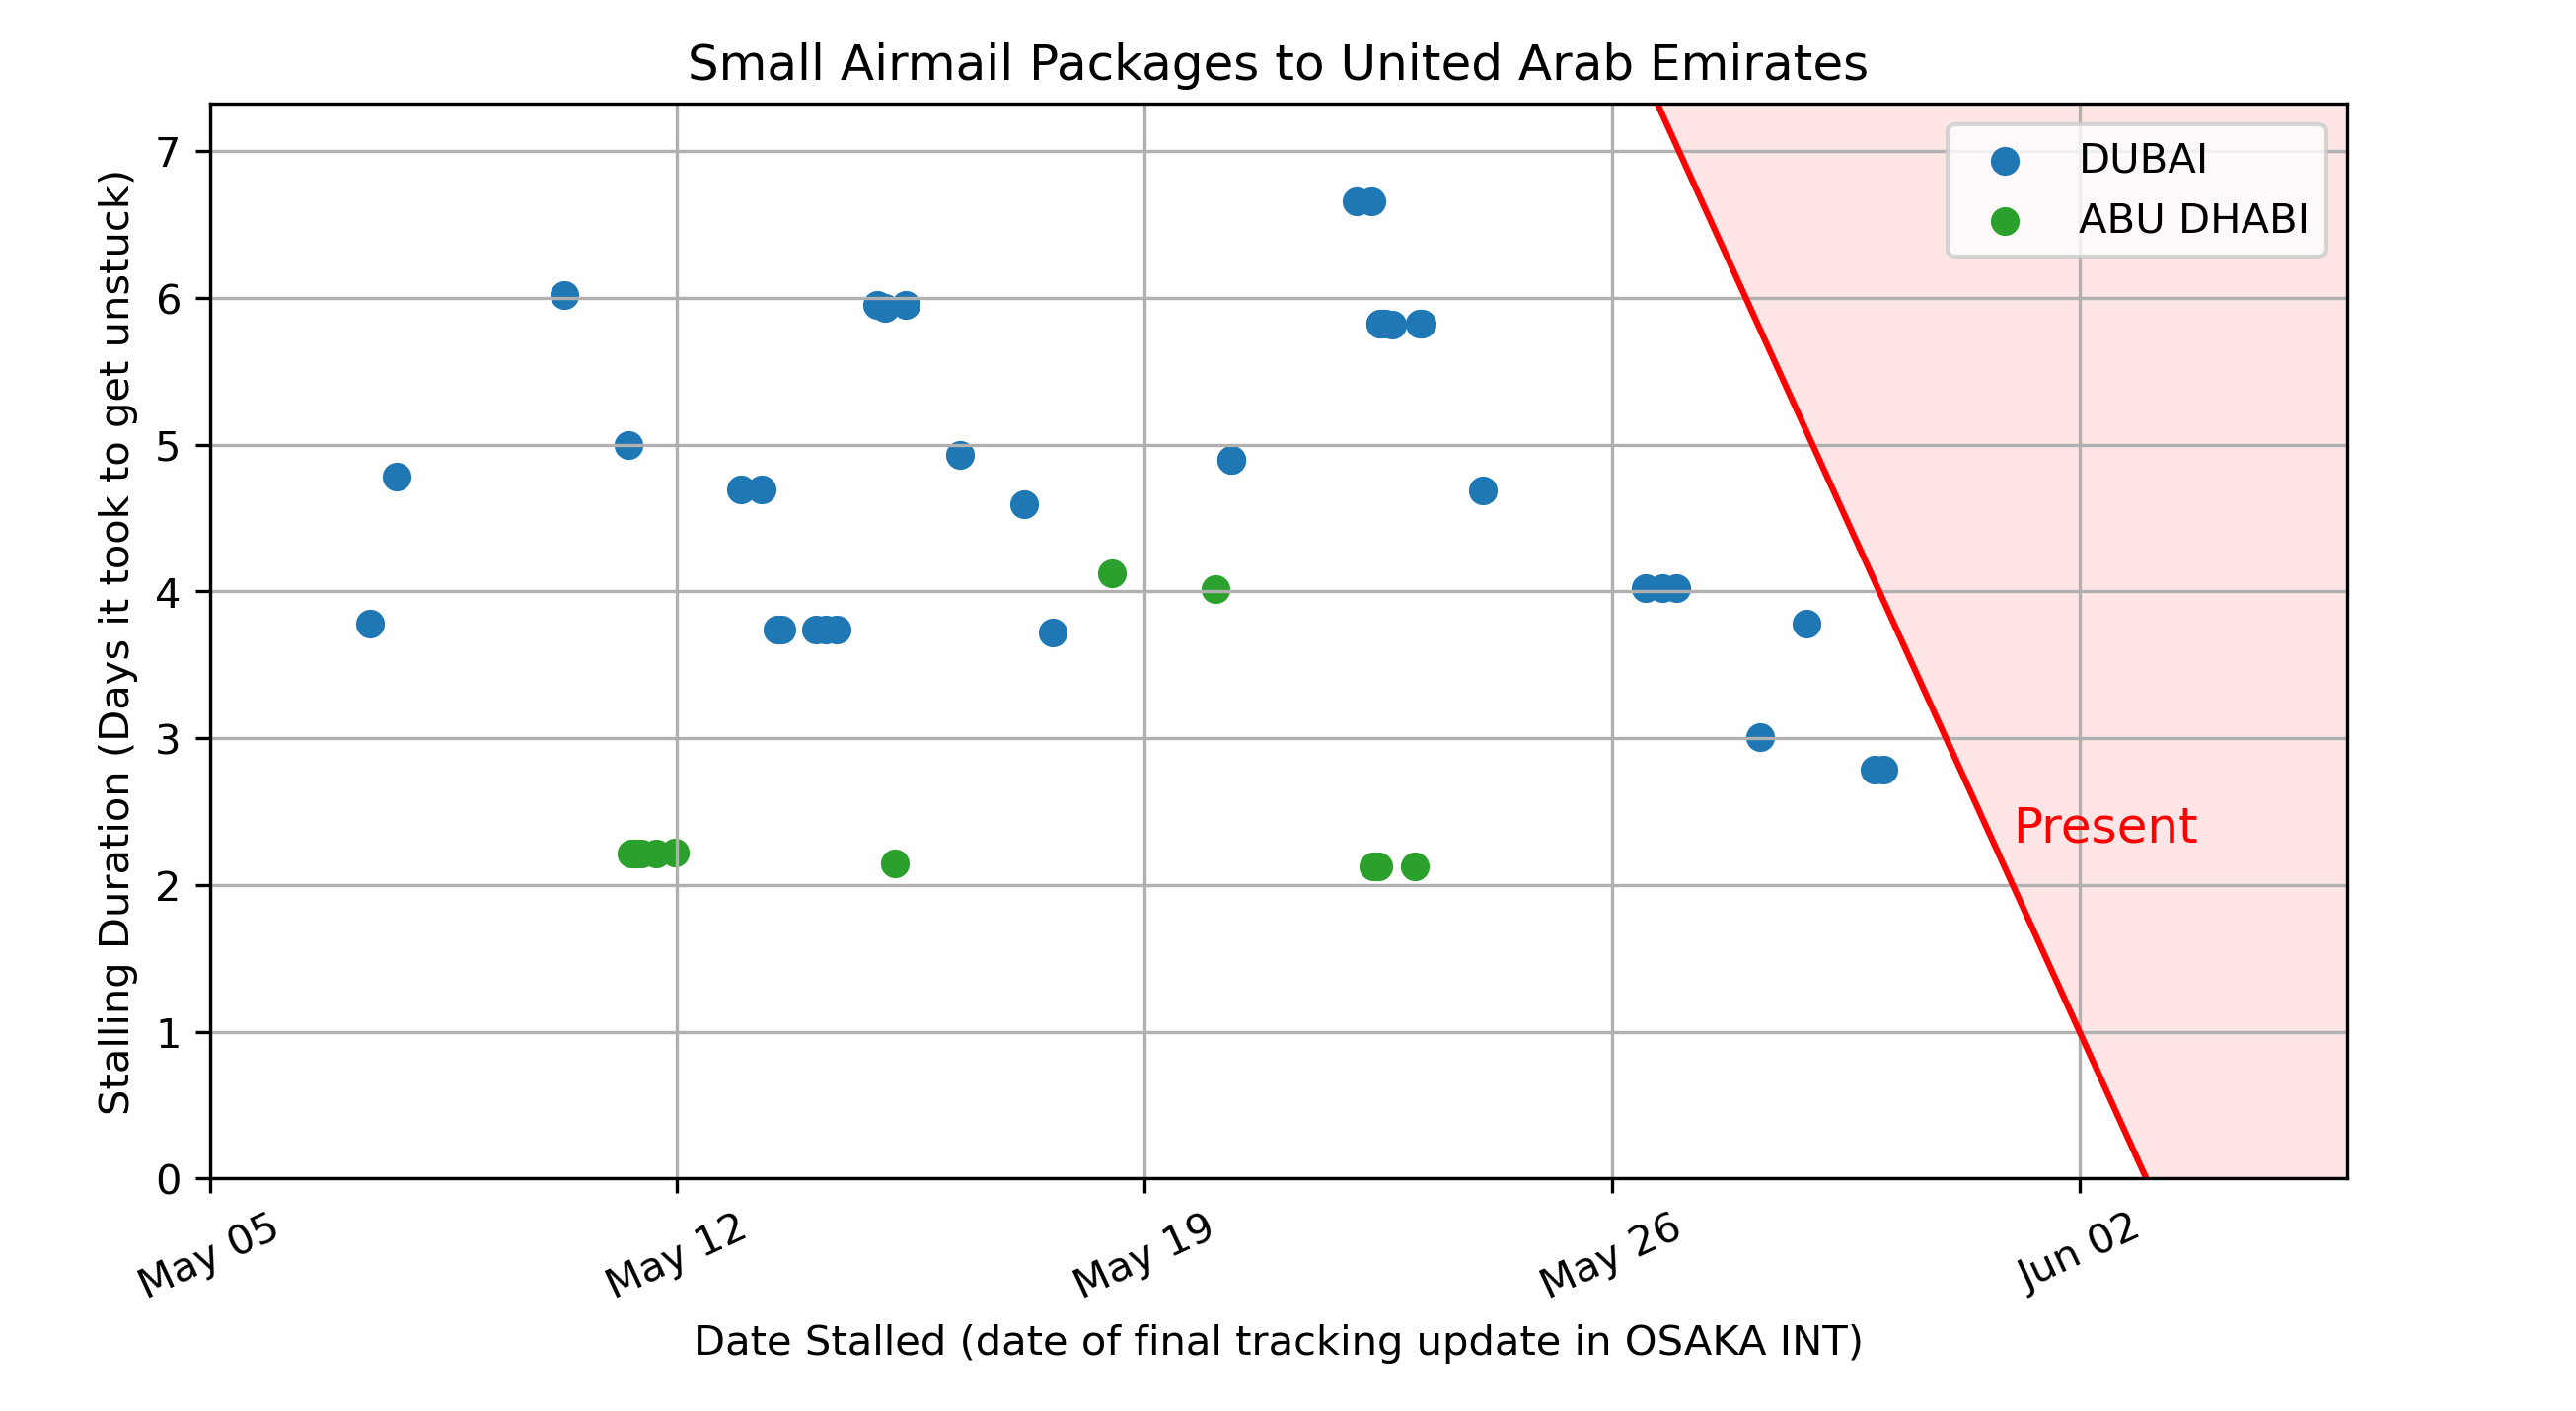 Small Airmail Packages to United Arab Emirates
Stalling Duration (Days it took to get unstuck)
7
6
5
4
3
2
1
0
DUBAI
ABU DHABI
Present
May 05
May 12
May 19
May 26
Jun 02
Date Stalled (date of final tracking update in OSAKA INT)